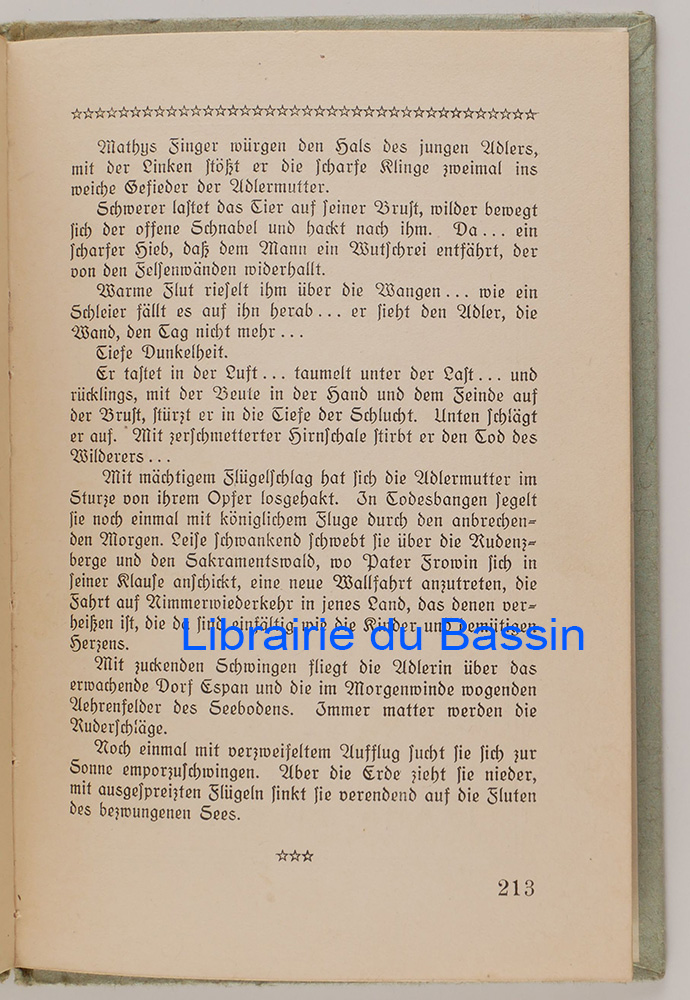 ☆☆☆☆☆☆☆☆☆☆☆☆☆☆☆☆☆☆☆☆☆☆☆☆☆☆☆☆☆☆☆☆☆☆☆☆☆☆☆
Mathys Finger würgen den Hals des jungen Adlers,
mit der Linken stößt er die scharfe Klinge zweimal ins
weiche Gefieder der Adlermutter.
Schwerer lastet das Tier auf seiner Brust, wilder bewegt
sich der offene Schnabel und hackt nach ihm. Da... ein
scharfer Hieb, daß dem Mann ein Wutschrei entfährt, der
von den Felsenwänden widerhallt.
Warme Flut rieselt ihm über die Wangen... wie ein
Schleier fällt es auf ihn herab... er sieht den Adler, die
Wand, den Tag nicht mehr...
Tiefe Dunkelheit.
Er tastet in der Luft... taumelt unter der Last... und
rücklings, mit der Beute in der Hand und dem Feinde auf
der Brust, stürzt er in die Tiefe der Schlucht. Unten schlägt
er auf. Mit zerschmetterter Hirnschale stirbt er den Tod des
Wilderers...
Mit mächtigem Flügelschlag hat sich die Adlermutter im
Sturze von ihrem Opfer losgehakt. In Todesbangen segelt
sie noch einmal mit königlichem Fluge durch den anbrechen-
den Morgen. Leise schwankend schwebt sie über die Rudenz-
berge und den Sakramentswald, wo Pater Frowin sich in
seiner Klause anschickt, eine neue Wallfahrt anzutreten, die
Fahrt auf Nimmerwiederkehr in jenes Land, das denen ver-
heißen ist, die da sind einfältig wie die Kinder und demütigen
Herzens.
Librairie du Bassin
Mit zuckenden Schwingen fliegt die Adlerin über das
erwachende Dorf Espan und die im Morgenwinde wogenden
Aehrenfelder des Seebodens. Immer matter werden die
Ruderschläge.
Noch einmal mit verzweifeltem Aufflug sucht sie sich zur
Sonne emporzuschwingen. Aber die Erde zieht sie nieder,
mit ausgespreizten Flügeln sinkt sie verendend auf die Fluten
des bezwungenen Sees.
☆☆☆
213